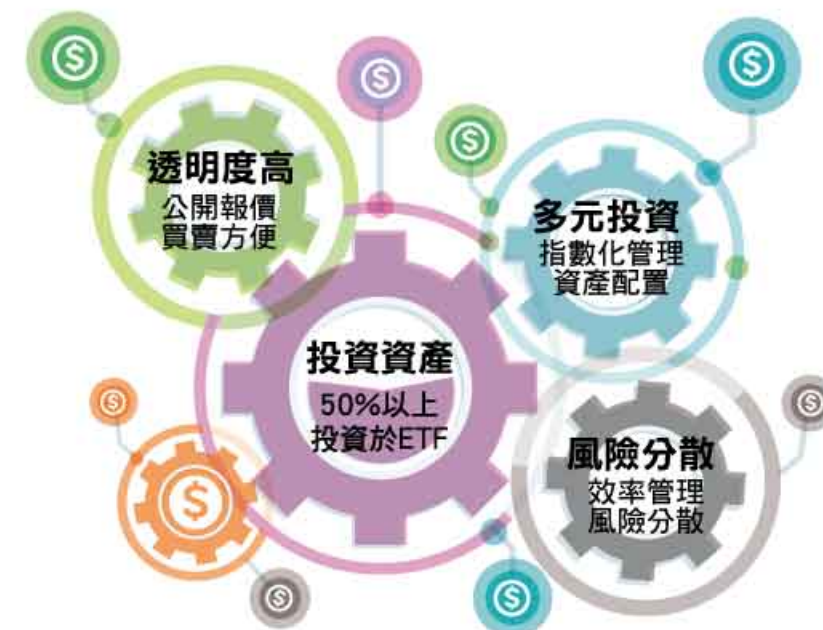 透明度高
公開報價
買賣方便
多元投資
指數化管理
資產配置
投資資產
50%以上
投資於ETF
風險分散
效率管理
風險分散
$
$
$
$
$
$
$
$
$